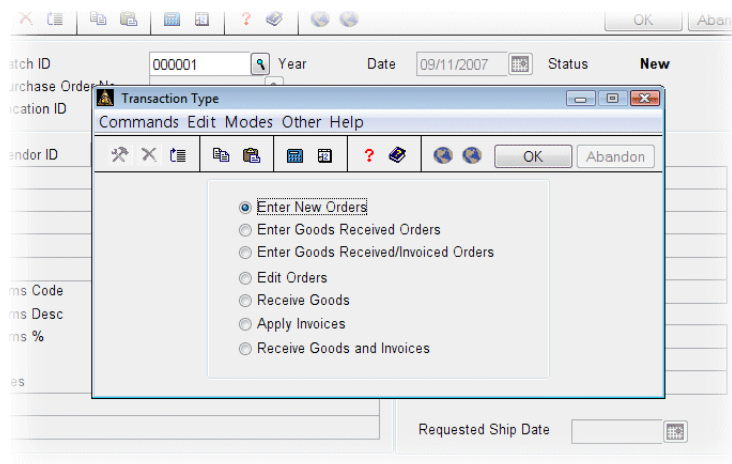 OK Aban
atch ID 000001 Year Date 09/11/2007 Status New
urchase Order No
ocation ID
Transaction Type
Commands Edit Modes Other Help
endor ID
OK Abandon
Enter New Orders
Enter Goods Received Orders
Enter Goods Received/Invoiced Orders
Edit Orders
Receive Goods
Apply Invoices
Receive Goods and Invoices
ms Code
ms Desc
ms %
es
Requested Ship Date